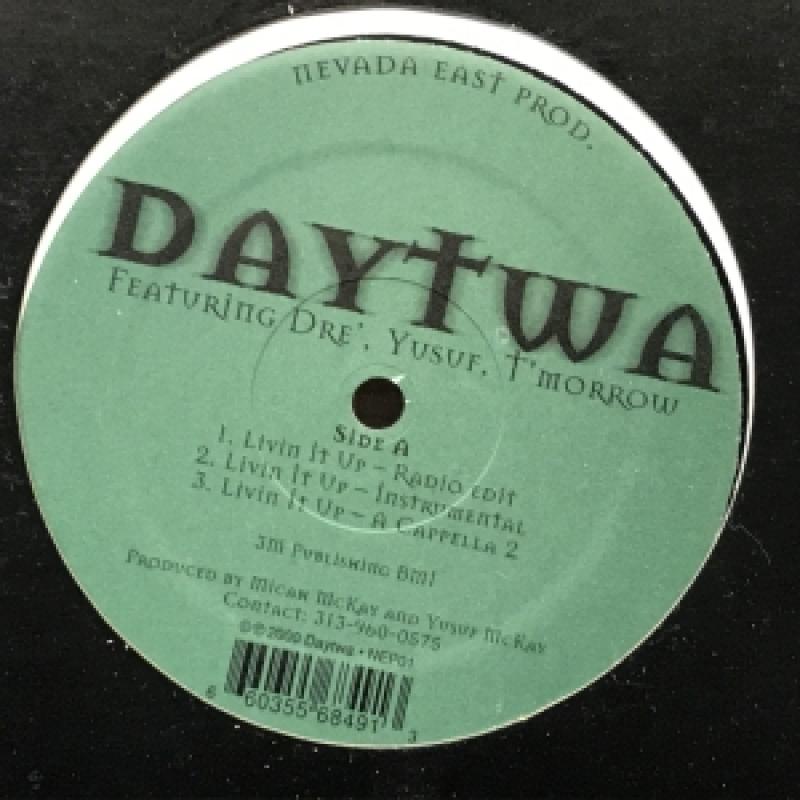 NEVADA EAST PROD.
DAYTWA
FEATURING DRE', YUSUF, T'MORROW
SIDE A
1. LIVIN IT UP – RADIO EDIT
2. LIVIN IT UP – INSTRUMENTAL
3. LIVIN IT UP – A CAPPELLA 2
3M PUBLISHING BMI
PRODUCED BY MICAH MCKAY AND YUSUF MCKAY
CONTACT: 313-960-0575
©℗ 2000 Daytwa • NEP01
6 60355 68491 3